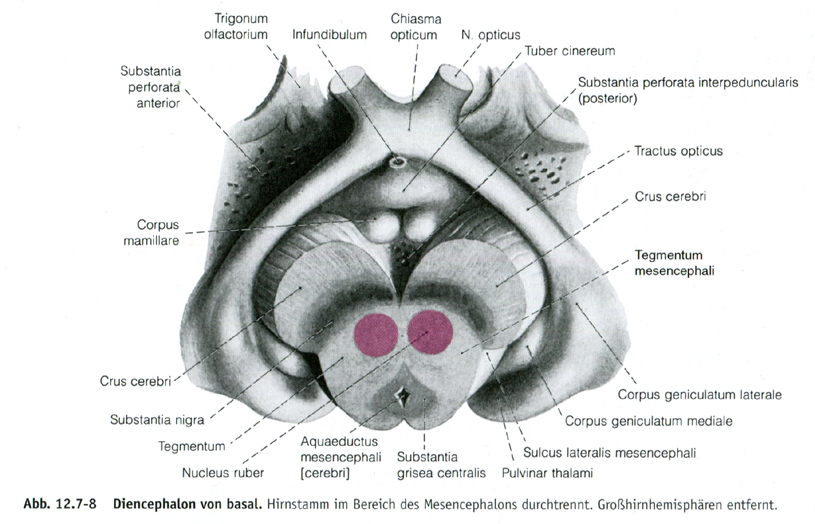 Trigonum
olfactorium
Infundibulum
Chiasma
opticum
N. opticus
Tuber cinereum
Substantia
perforata
anterior
Substantia perforata interpeduncularis
(posterior)
Tractus opticus
Crus cerebri
Corpus
mamillare
Tegmentum
mesencephali
Crus cerebri
Corpus geniculatum laterale
Substantia nigra
Corpus geniculatum mediale
Tegmentum
Aquaeductus
mesencephali
[cerebri]
Substantia
grisea centralis
Sulcus lateralis mesencephali
Nucleus ruber
Pulvinar thalami
Abb. 12.7-8 Diencephalon von basal. Hirnstamm im Bereich des Mesencephalons durchtrennt. Großhirnhemisphären entfernt.